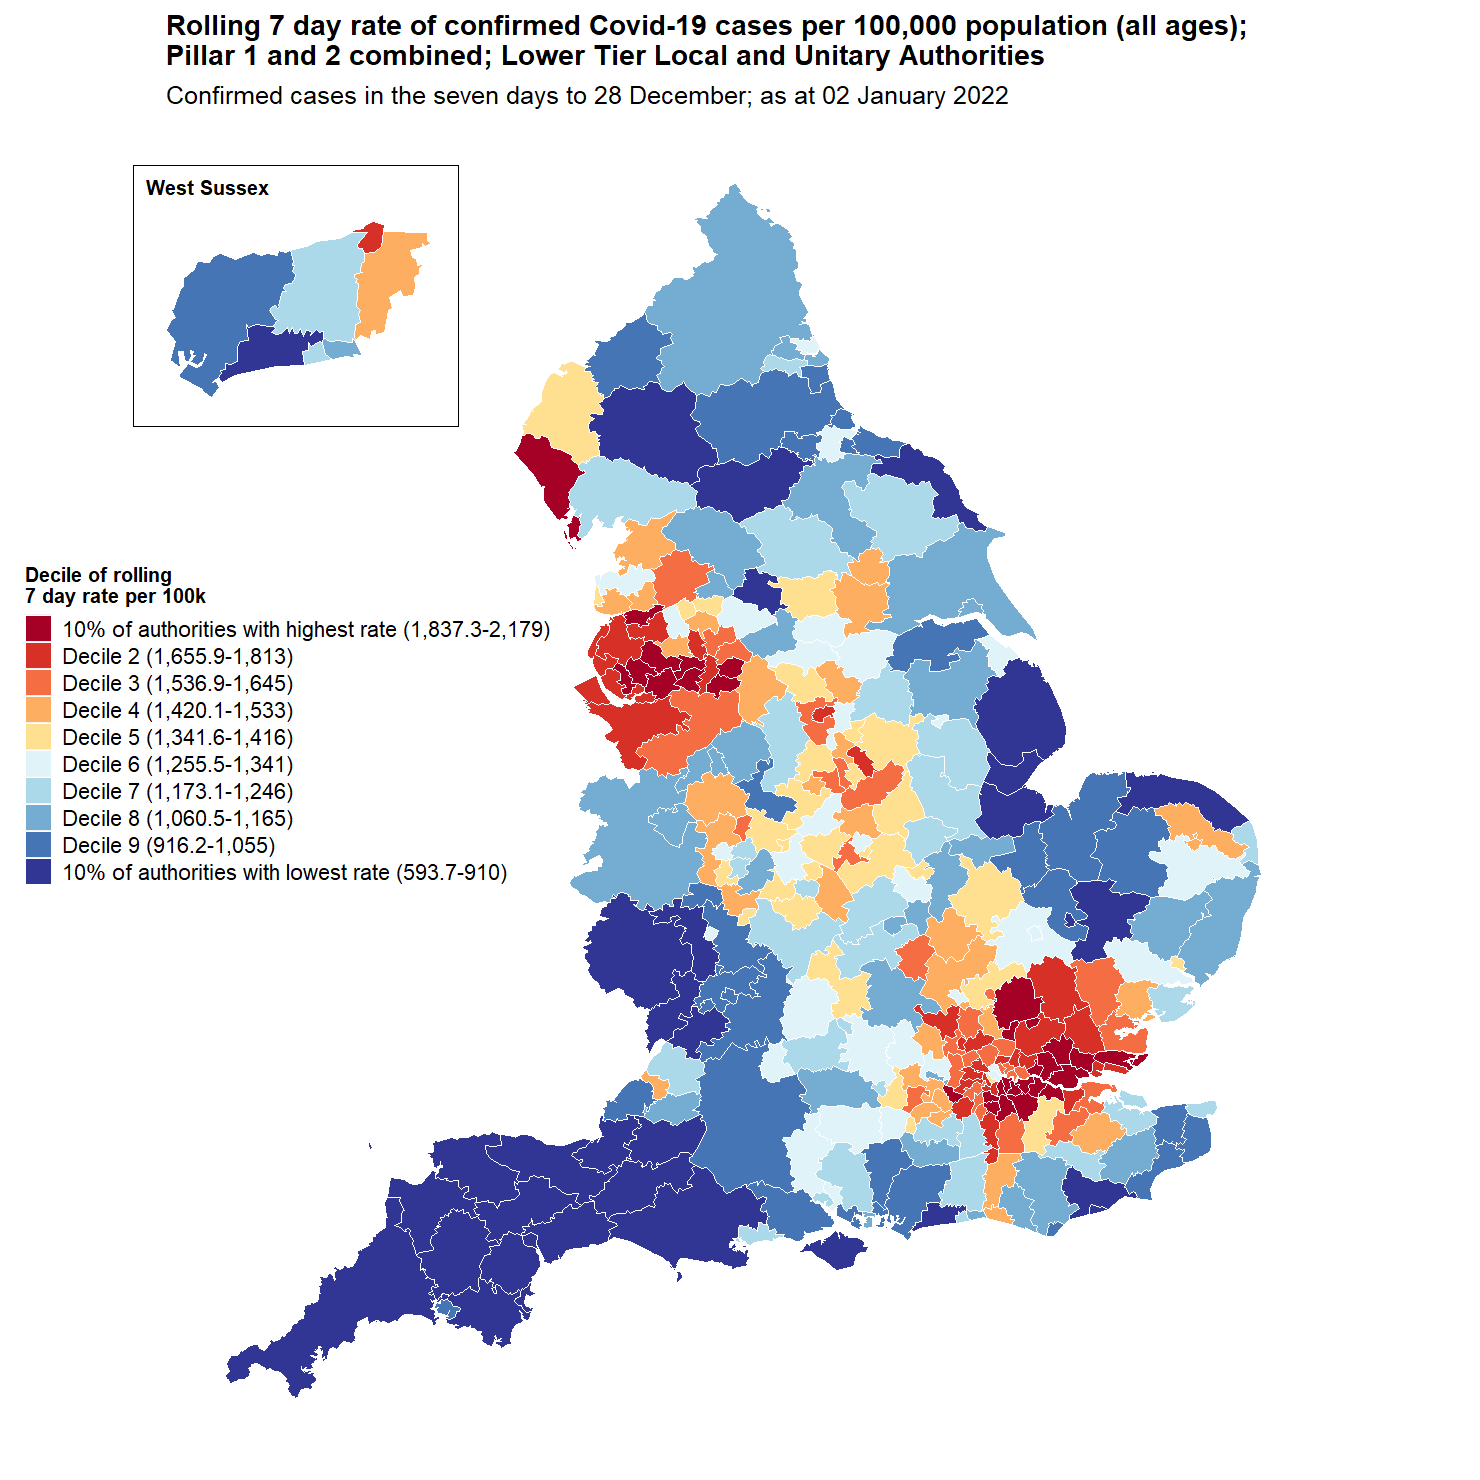 Rolling 7 day rate of confirmed Covid-19 cases per 100,000 population (all ages);
Pillar 1 and 2 combined; Lower Tier Local and Unitary Authorities
Confirmed cases in the seven days to 28 December; as at 02 January 2022
West Sussex
Decile of rolling
7 day rate per 100k
10% of authorities with highest rate (1,837.3-2,179)
Decile 2 (1,655.9-1,813)
Decile 3 (1,536.9-1,645)
Decile 4 (1,420.1-1,533)
Decile 5 (1,341.6-1,416)
Decile 6 (1,255.5-1,341)
Decile 7 (1,173.1-1,246)
Decile 8 (1,060.5-1,165)
Decile 9 (916.2-1,055)
10% of authorities with lowest rate (593.7-910)